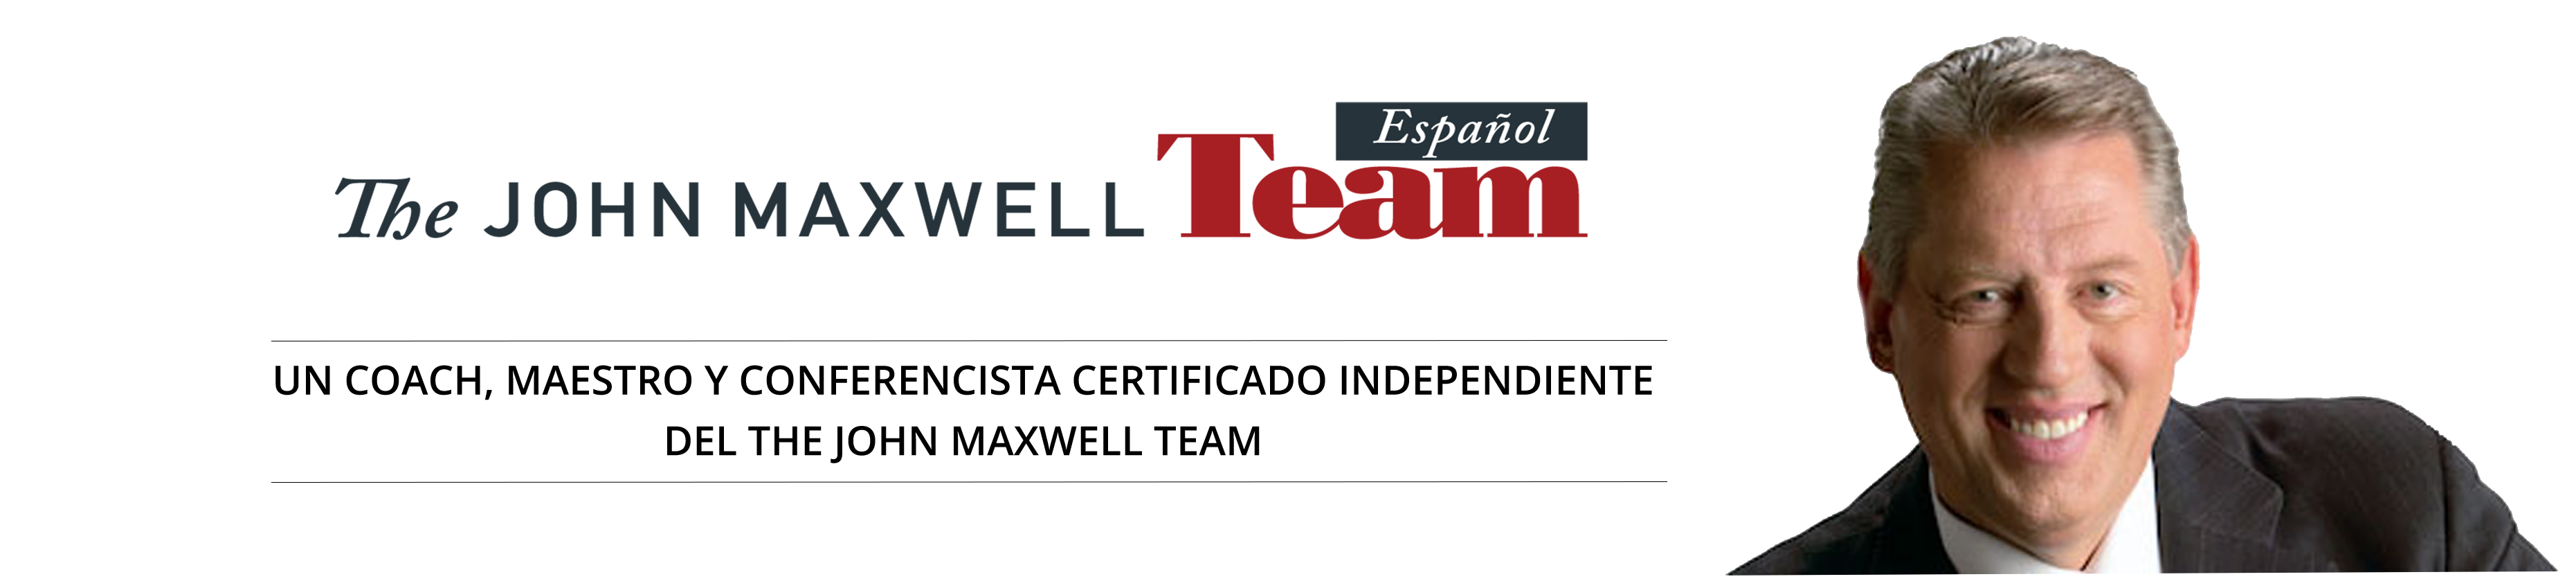 The JOHN MAXWELL Team Español
UN COACH, MAESTRO Y CONFERENCISTA CERTIFICADO INDEPENDIENTE
DEL THE JOHN MAXWELL TEAM